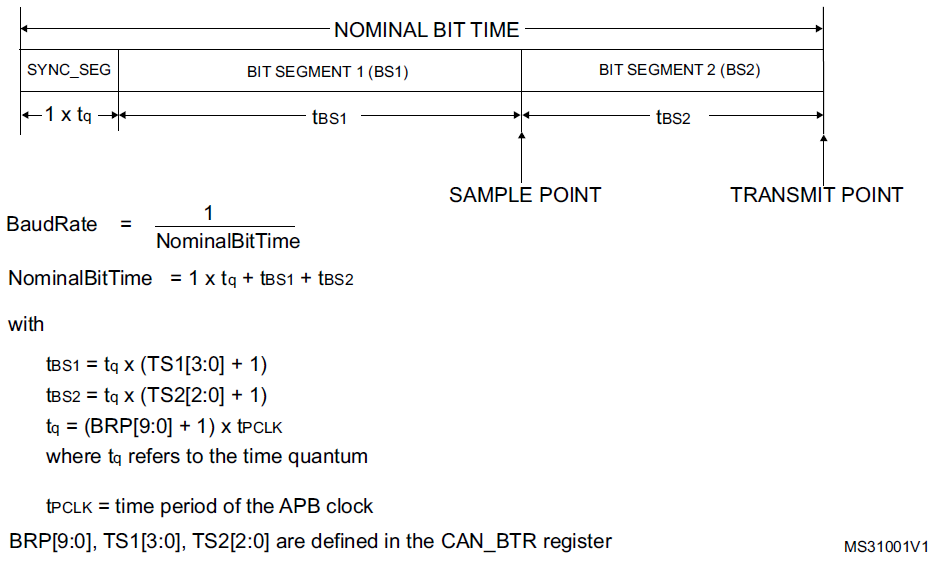 NOMINAL BIT TIME
SYNC_SEG BIT SEGMENT 1 (BS1) BIT SEGMENT 2 (BS2)
1 x tq tBS1 tBS2
SAMPLE POINT TRANSMIT POINT
BaudRate = 1
NominalBitTime
NominalBitTime = 1 x tq + tBS1 + tBS2
with
tBS1 = tq x (TS1[3:0] + 1)
tBS2 = tq x (TS2[2:0] + 1)
tq = (BRP[9:0] + 1) x tPCLK
where tq refers to the time quantum
tPCLK = time period of the APB clock
BRP[9:0], TS1[3:0], TS2[2:0] are defined in the CAN_BTR register
MS31001V1